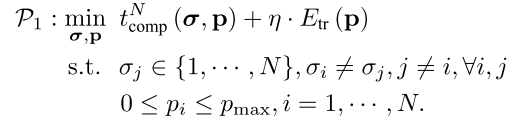 𝒫₁ : min_{𝝈,𝐩} t^N_comp (𝝈, 𝐩) + η · E_tr (𝐩)
s.t. σ_j ∈ {1, ⋯ , N}, σ_i ≠ σ_j, j ≠ i, ∀i, j
0 ≤ p_i ≤ p_max, i = 1, ⋯ , N.